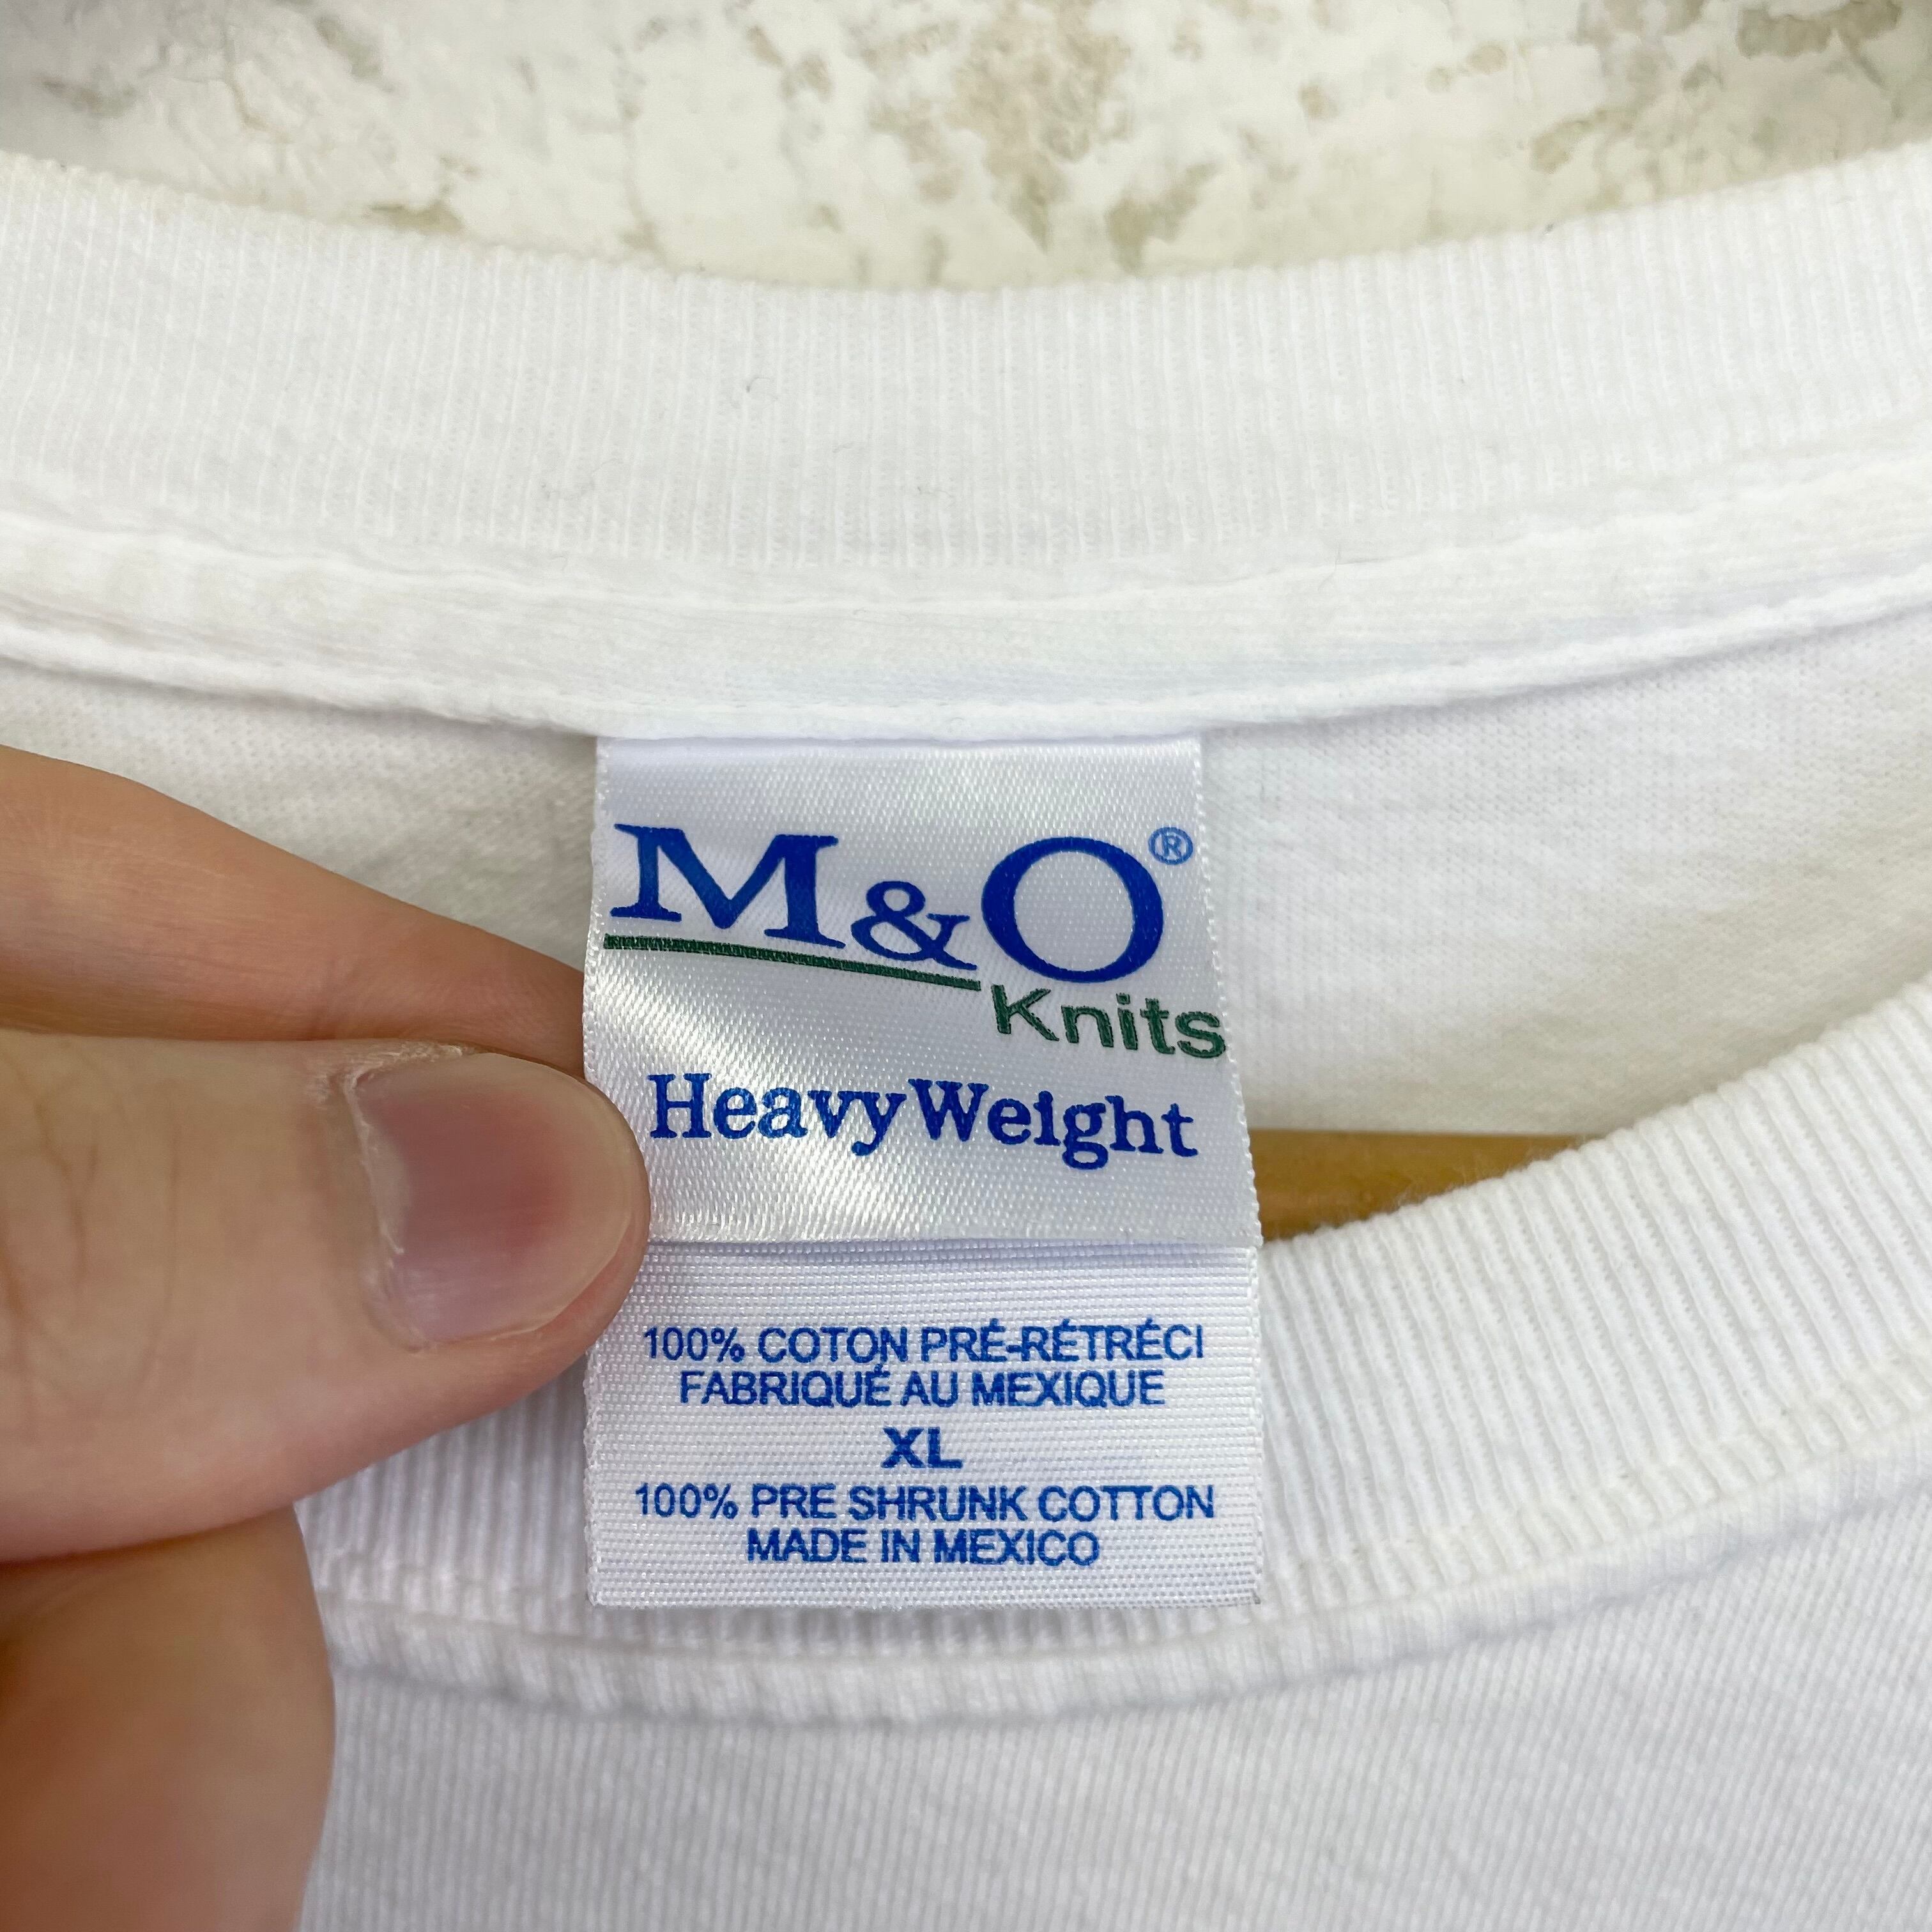 M&O®
Knits
HeavyWeight
100% COTON PRÉ-RÉTRÉCI
FABRIQUÉ AU MEXIQUE
XL
100% PRE SHRUNK COTTON
MADE IN MEXICO